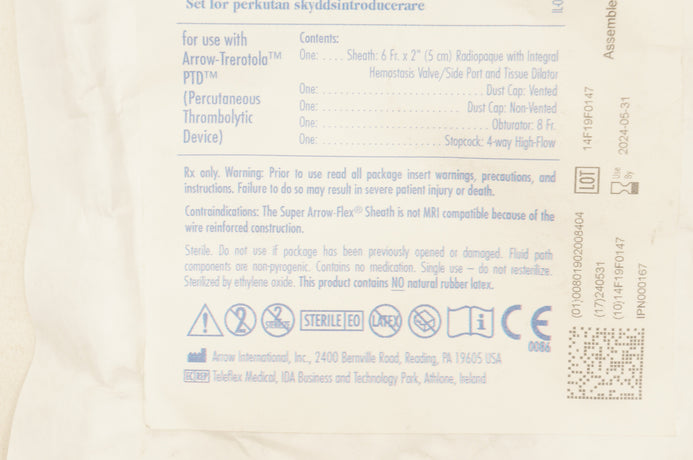 Set för perkutan skyddsintroducerare
for use with
Arrow-Trerotola™
PTD™
(Percutaneous
Thrombolytic
Device)
Contents:
One: .... Sheath: 6 Fr. x 2" (5 cm) Radiopaque with Integral
Hemostasis Valve/Side Port and Tissue Dilator
One: ............ Dust Cap: Vented
One: ............ Dust Cap: Non-Vented
One: ............ Obturator: 8 Fr.
One: ............ Stopcock: 4-way High-Flow
Rx only. Warning: Prior to use read all package insert warnings, precautions, and
instructions. Failure to do so may result in severe patient injury or death.
Contraindications: The Super Arrow-Flex® Sheath is not MRI compatible because of the
wire reinforced construction.
Sterile. Do not use if package has been previously opened or damaged. Fluid path
components are non-pyrogenic. Contains no medication. Single use – do not resterilize.
Sterilized by ethylene oxide. This product contains NO natural rubber latex.
2 2 STERILIZE STERILE EO LATEX i CE
0086
Arrow International, Inc., 2400 Bernville Road, Reading, PA 19605 USA
EC REP Teleflex Medical, IDA Business and Technology Park, Athlone, Ireland
Assemble
LOT 14F19F0147
Use By 2024-05-31
(01)00801902008404
(17)240531
(10)14F19F0147
IPN000167